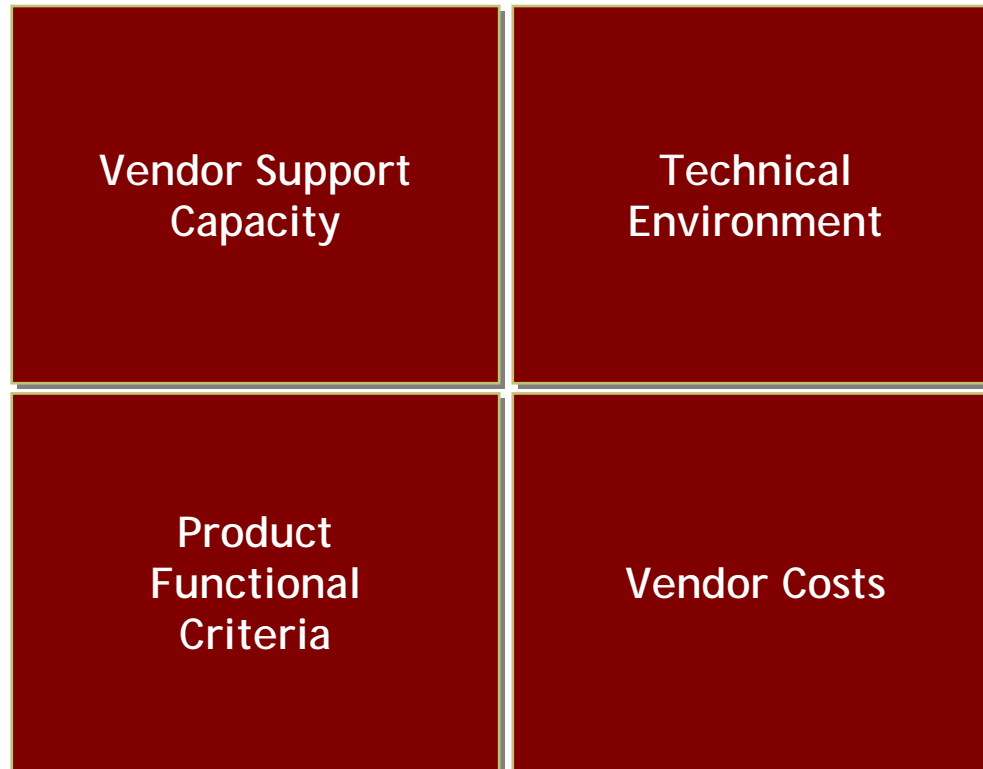 Vendor Support
Capacity
Technical
Environment
Product
Functional
Criteria
Vendor Costs